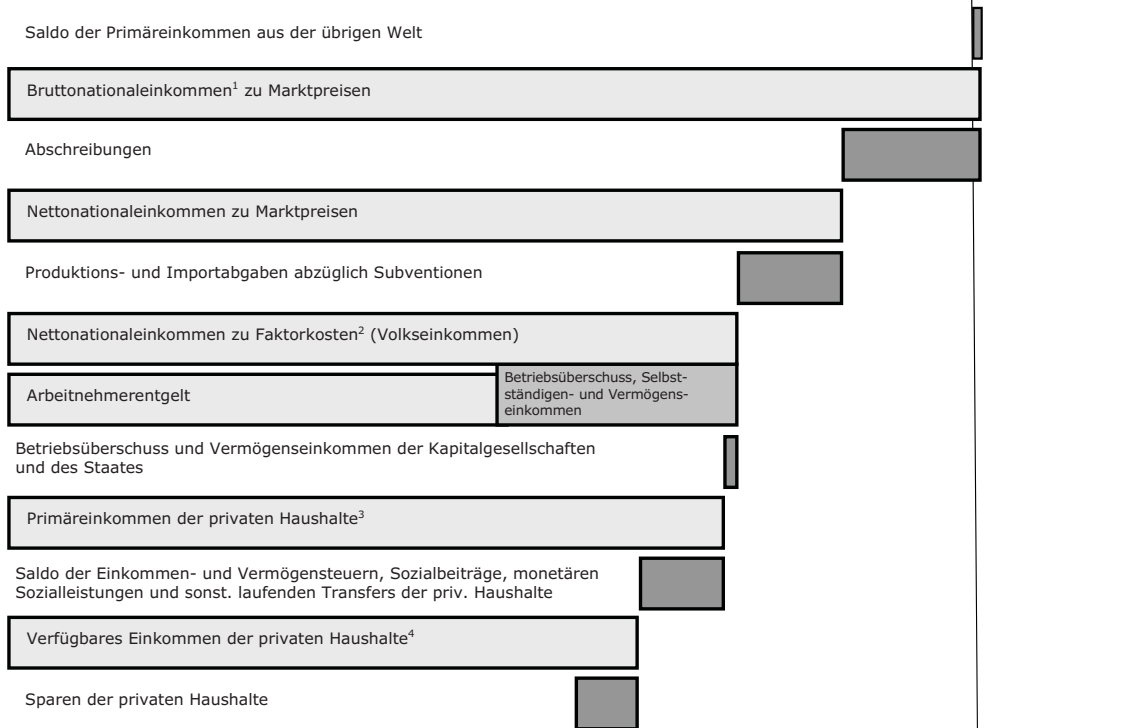 Saldo der Primäreinkommen aus der übrigen Welt
Bruttonationaleinkommen¹ zu Marktpreisen
Abschreibungen
Nettonationaleinkommen zu Marktpreisen
Produktions- und Importabgaben abzüglich Subventionen
Nettonationaleinkommen zu Faktorkosten² (Volkseinkommen)
Arbeitnehmerentgelt
Betriebsüberschuss, Selbst-
ständigen- und Vermögens-
einkommen
Betriebsüberschuss und Vermögenseinkommen der Kapitalgesellschaften
und des Staates
Primäreinkommen der privaten Haushalte³
Saldo der Einkommen- und Vermögensteuern, Sozialbeiträge, monetären
Sozialleistungen und sonst. laufenden Transfers der priv. Haushalte
Verfügbares Einkommen der privaten Haushalte⁴
Sparen der privaten Haushalte